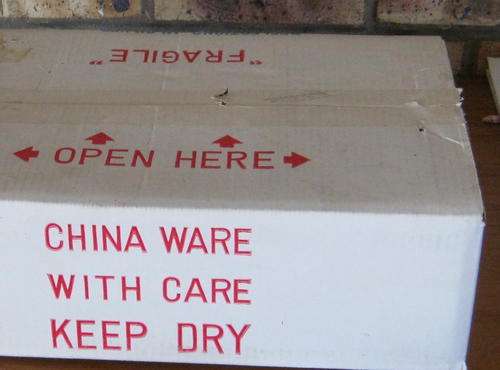 "FRAGILE"
OPEN HERE
CHINA WARE
WITH CARE
KEEP DRY